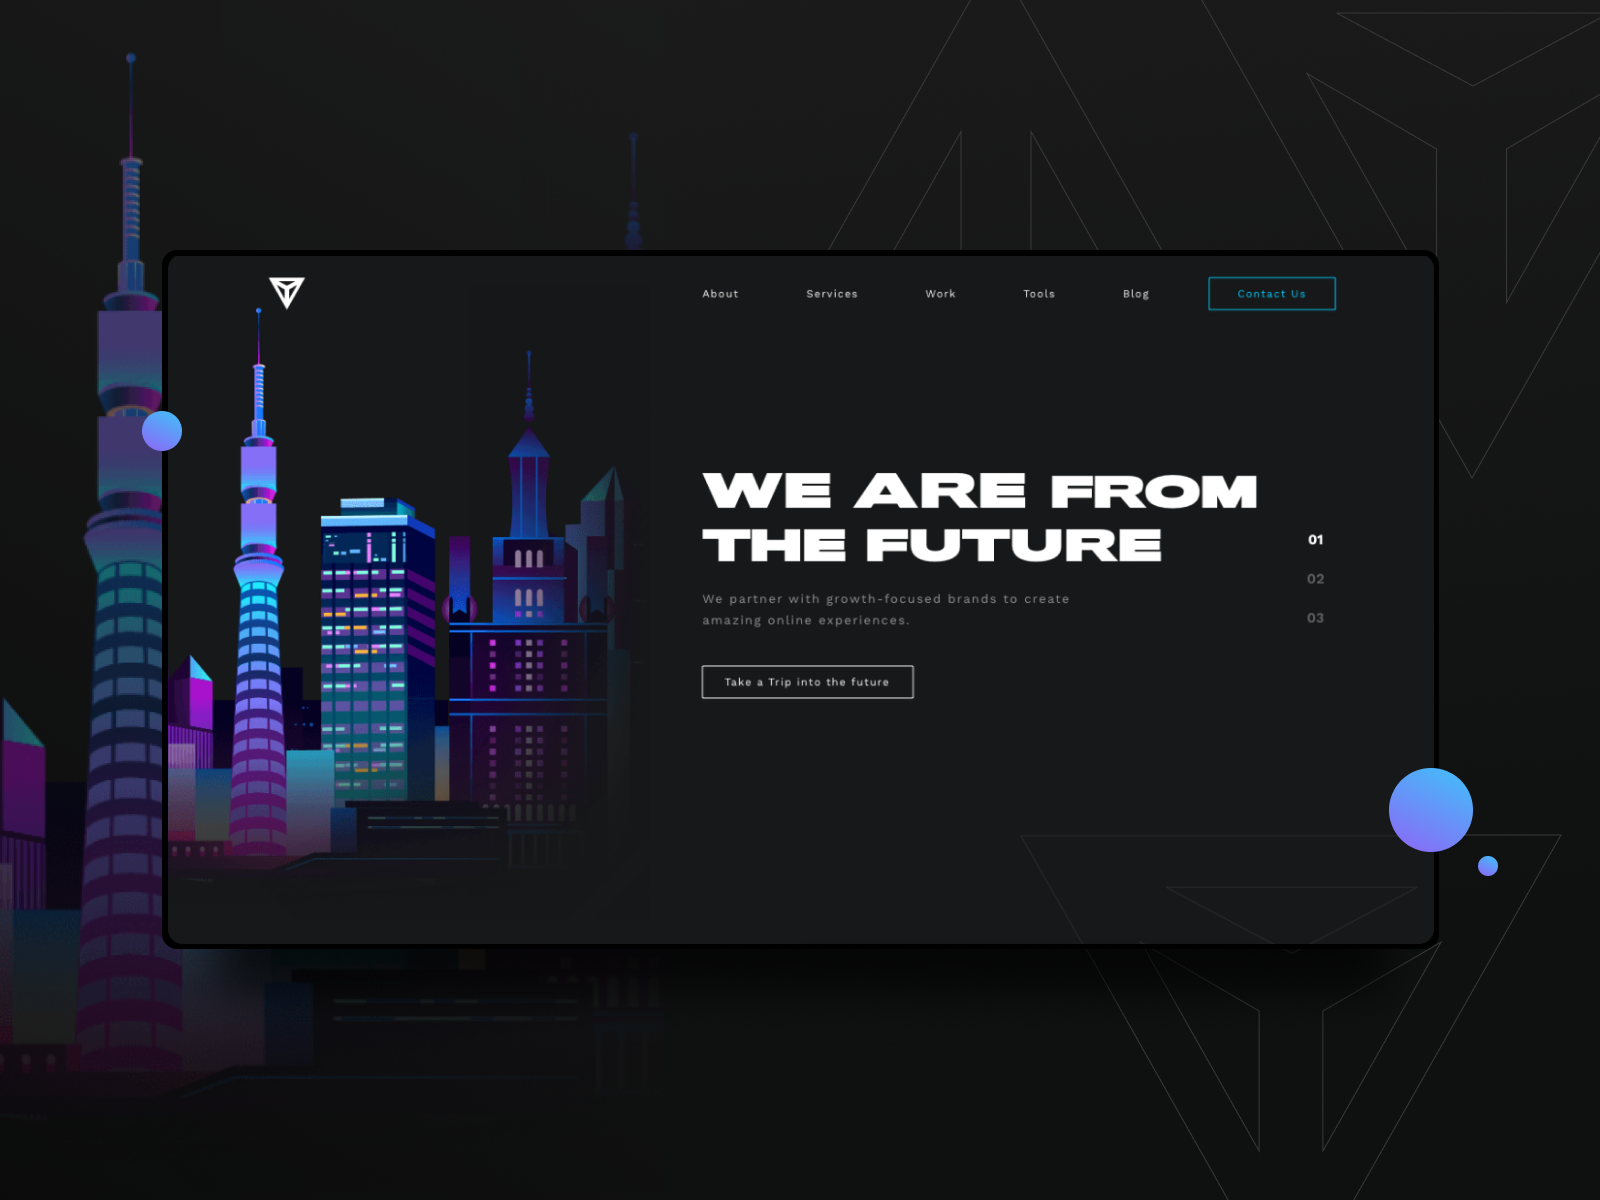 About Services Work Tools Blog Contact Us
WE ARE FROM
THE FUTURE
We partner with growth-focused brands to create
amazing online experiences.
Take a Trip into the future
01
02
03